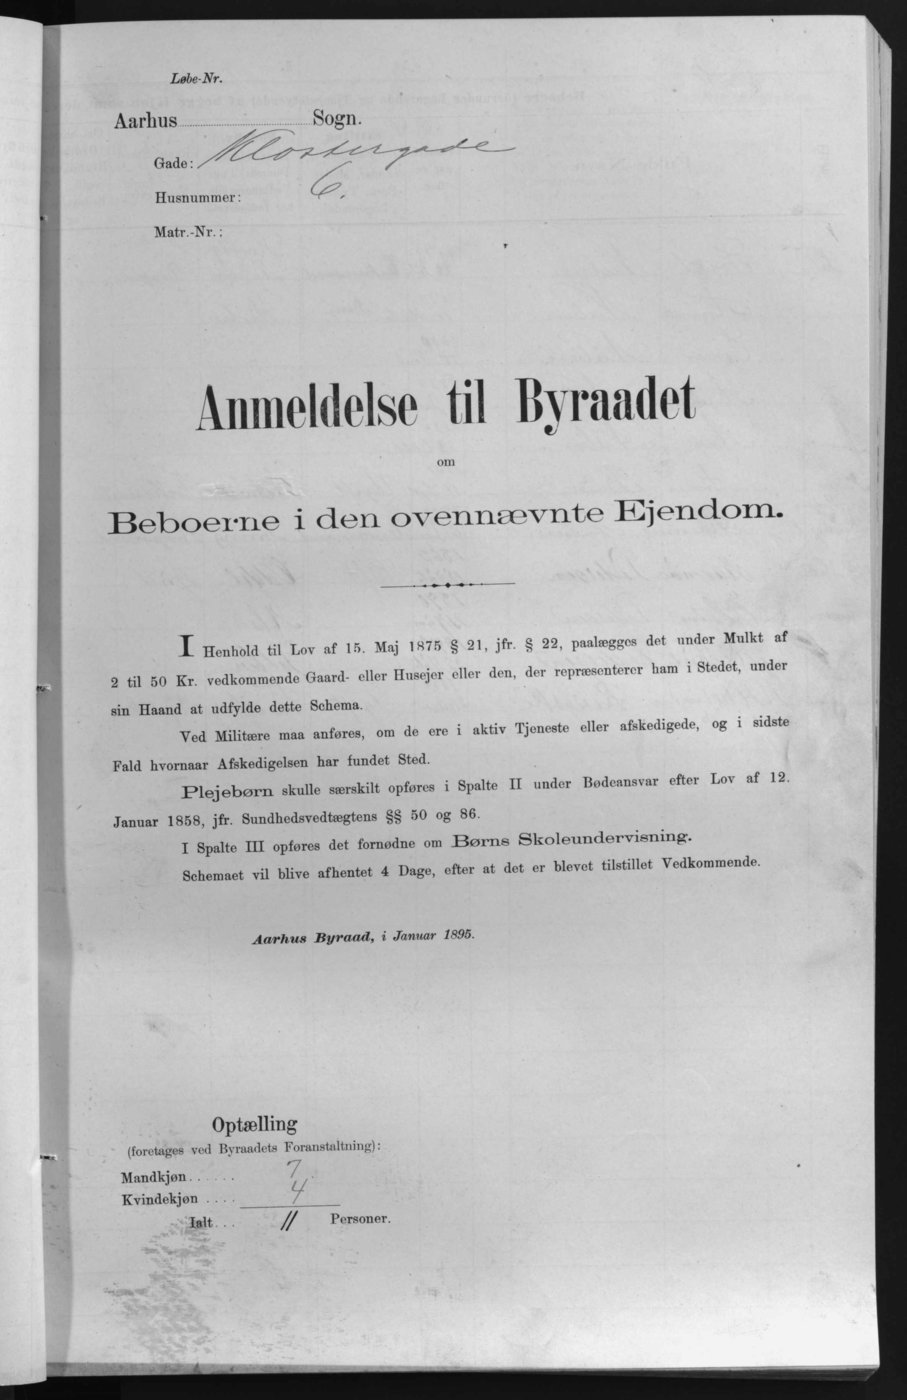 Løbe-Nr.
Aarhus Sogn.
Gade: Klostergade
Husnummer: 6.
Matr.-Nr.:
Anmeldelse til Byraadet
om
Beboerne i den ovennævnte Ejendom.
I Henhold til Lov af 15. Maj 1875 § 21, jfr. § 22, paalægges det under Mulkt af
2 til 50 Kr. vedkommende Gaard- eller Husejer eller den, der repræsenterer ham i Stedet, under
sin Haand at udfylde dette Schema.
Ved Militære maa anføres, om de ere i aktiv Tjeneste eller afskedigede, og i sidste
Fald hvornaar Afskedigelsen har fundet Sted.
Plejebørn skulle særskilt opføres i Spalte II under Bødeansvar efter Lov af 12.
Januar 1858, jfr. Sundhedsvedtægtens §§ 50 og 86.
I Spalte III opføres det fornødne om Børns Skoleundervisning.
Schemaet vil blive afhentet 4 Dage, efter at det er blevet tilstillet Vedkommende.
Aarhus Byraad, i Januar 1895.
Optælling
(foretages ved Byraadets Foranstaltning):
Mandkjøn...... 7
Kvindekjøn .... 4
Ialt... 11 Personer.